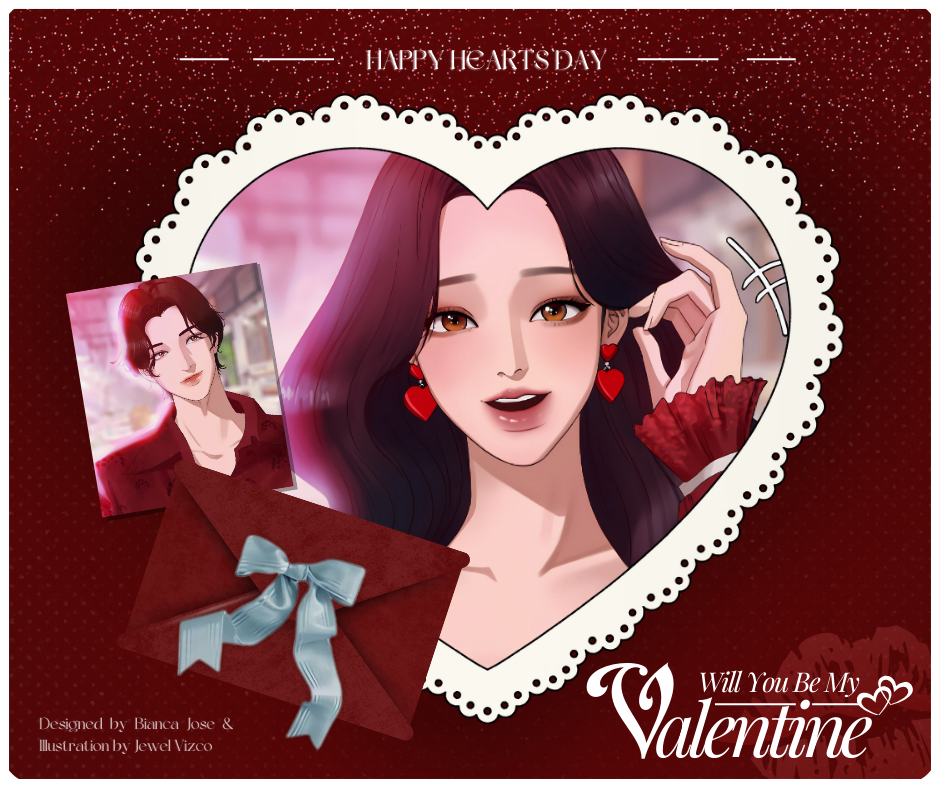 HAPPY HEARTS DAY
Will You Be My
Valentine
Designed by Bianca Jose &
Illustration by Jewel Vizco